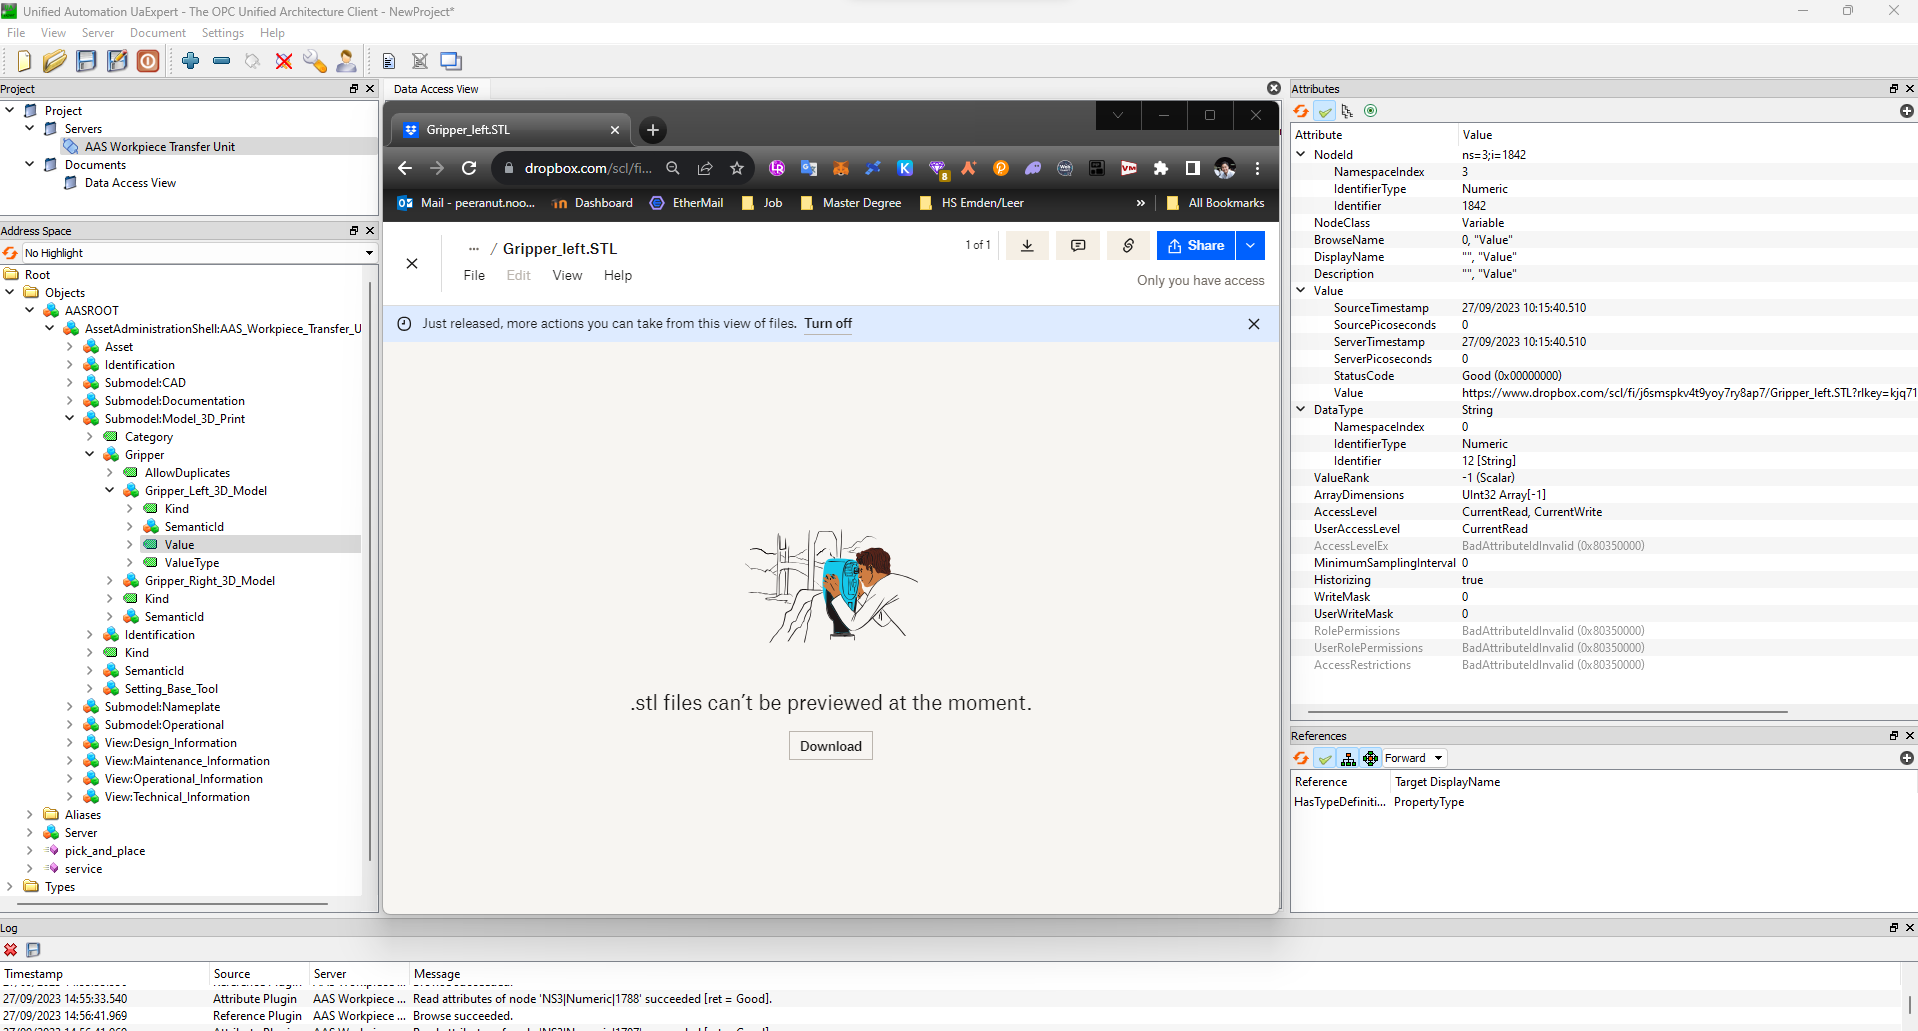 Unified Automation UaExpert - The OPC Unified Architecture Client - NewProject*
File View Server Document Settings Help
Project
Project
Servers
AAS Workpiece Transfer Unit
Documents
Data Access View
Address Space
No Highlight
Root
Objects
AASROOT
AssetAdministrationShell:AAS_Workpiece_Transfer_U
Asset
Identification
Submodel:CAD
Submodel:Documentation
Submodel:Model_3D_Print
Category
Gripper
AllowDuplicates
Gripper_Left_3D_Model
Kind
SemanticId
Value
ValueType
Gripper_Right_3D_Model
Kind
SemanticId
Identification
Kind
SemanticId
Setting_Base_Tool
Submodel:Nameplate
Submodel:Operational
View:Design_Information
View:Maintenance_Information
View:Operational_Information
View:Technical_Information
Aliases
Server
pick_and_place
service
Types
Data Access View
Gripper_left.STL
dropbox.com/scl/fi...
8
Mail - peeranut.noo... Dashboard EtherMail Job Master Degree HS Emden/Leer » All Bookmarks
... / Gripper_left.STL
1 of 1
Share
File Edit View Help
Only you have access
Just released, more actions you can take from this view of files. Turn off
.stl files can't be previewed at the moment.
Download
Attributes
Attribute Value
NodeId ns=3;i=1842
NamespaceIndex 3
IdentifierType Numeric
Identifier 1842
NodeClass Variable
BrowseName 0, "Value"
DisplayName "", "Value"
Description "", "Value"
Value
SourceTimestamp 27/09/2023 10:15:40.510
SourcePicoseconds 0
ServerTimestamp 27/09/2023 10:15:40.510
ServerPicoseconds 0
StatusCode Good (0x00000000)
Value https://www.dropbox.com/scl/fi/j6smspkv4t9yoy7ry8ap7/Gripper_left.STL?rlkey=kjq71
DataType String
NamespaceIndex 0
IdentifierType Numeric
Identifier 12 [String]
ValueRank -1 (Scalar)
ArrayDimensions UInt32 Array[-1]
AccessLevel CurrentRead, CurrentWrite
UserAccessLevel CurrentRead
AccessLevelEx BadAttributeIdInvalid (0x80350000)
MinimumSamplingInterval 0
Historizing true
WriteMask 0
UserWriteMask 0
RolePermissions BadAttributeIdInvalid (0x80350000)
UserRolePermissions BadAttributeIdInvalid (0x80350000)
AccessRestrictions BadAttributeIdInvalid (0x80350000)
References
Forward
Reference Target DisplayName
HasTypeDefiniti... PropertyType
Log
Timestamp Source Server Message
27/09/2023 14:55:33.540 Attribute Plugin AAS Workpiece ... Read attributes of node 'NS3|Numeric|1788' succeeded [ret = Good].
27/09/2023 14:56:41.969 Reference Plugin AAS Workpiece ... Browse succeeded.